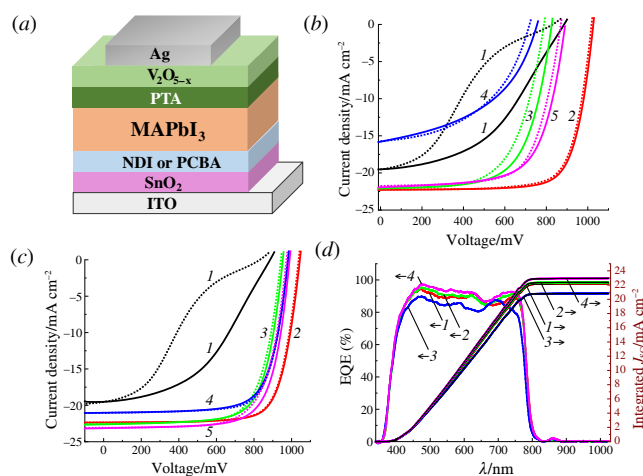 (a)
Ag
V₂O₅₋ₓ
PTA
MAPbI₃
NDI or PCBA
SnO₂
ITO
(b)
Current density/mA cm⁻²
0
−5
−10
−15
−20
−25
0 200 400 600 800 1000
Voltage/mV
1
4
1
3 5 2
(c)
Current density/mA cm⁻²
0
−5
−10
−15
−20
−25
0 200 400 600 800 1000
Voltage/mV
1
1
3 2
4
5
(d)
EQE (%)
100
80
60
40
20
0
400 500 600 700 800 900 1000
λ/nm
Integrated J_SC/mA cm⁻²
24
22
20
18
16
14
12
10
8
6
4
2
0
←4
←1
←2
←3
4→
2→
1→
3→